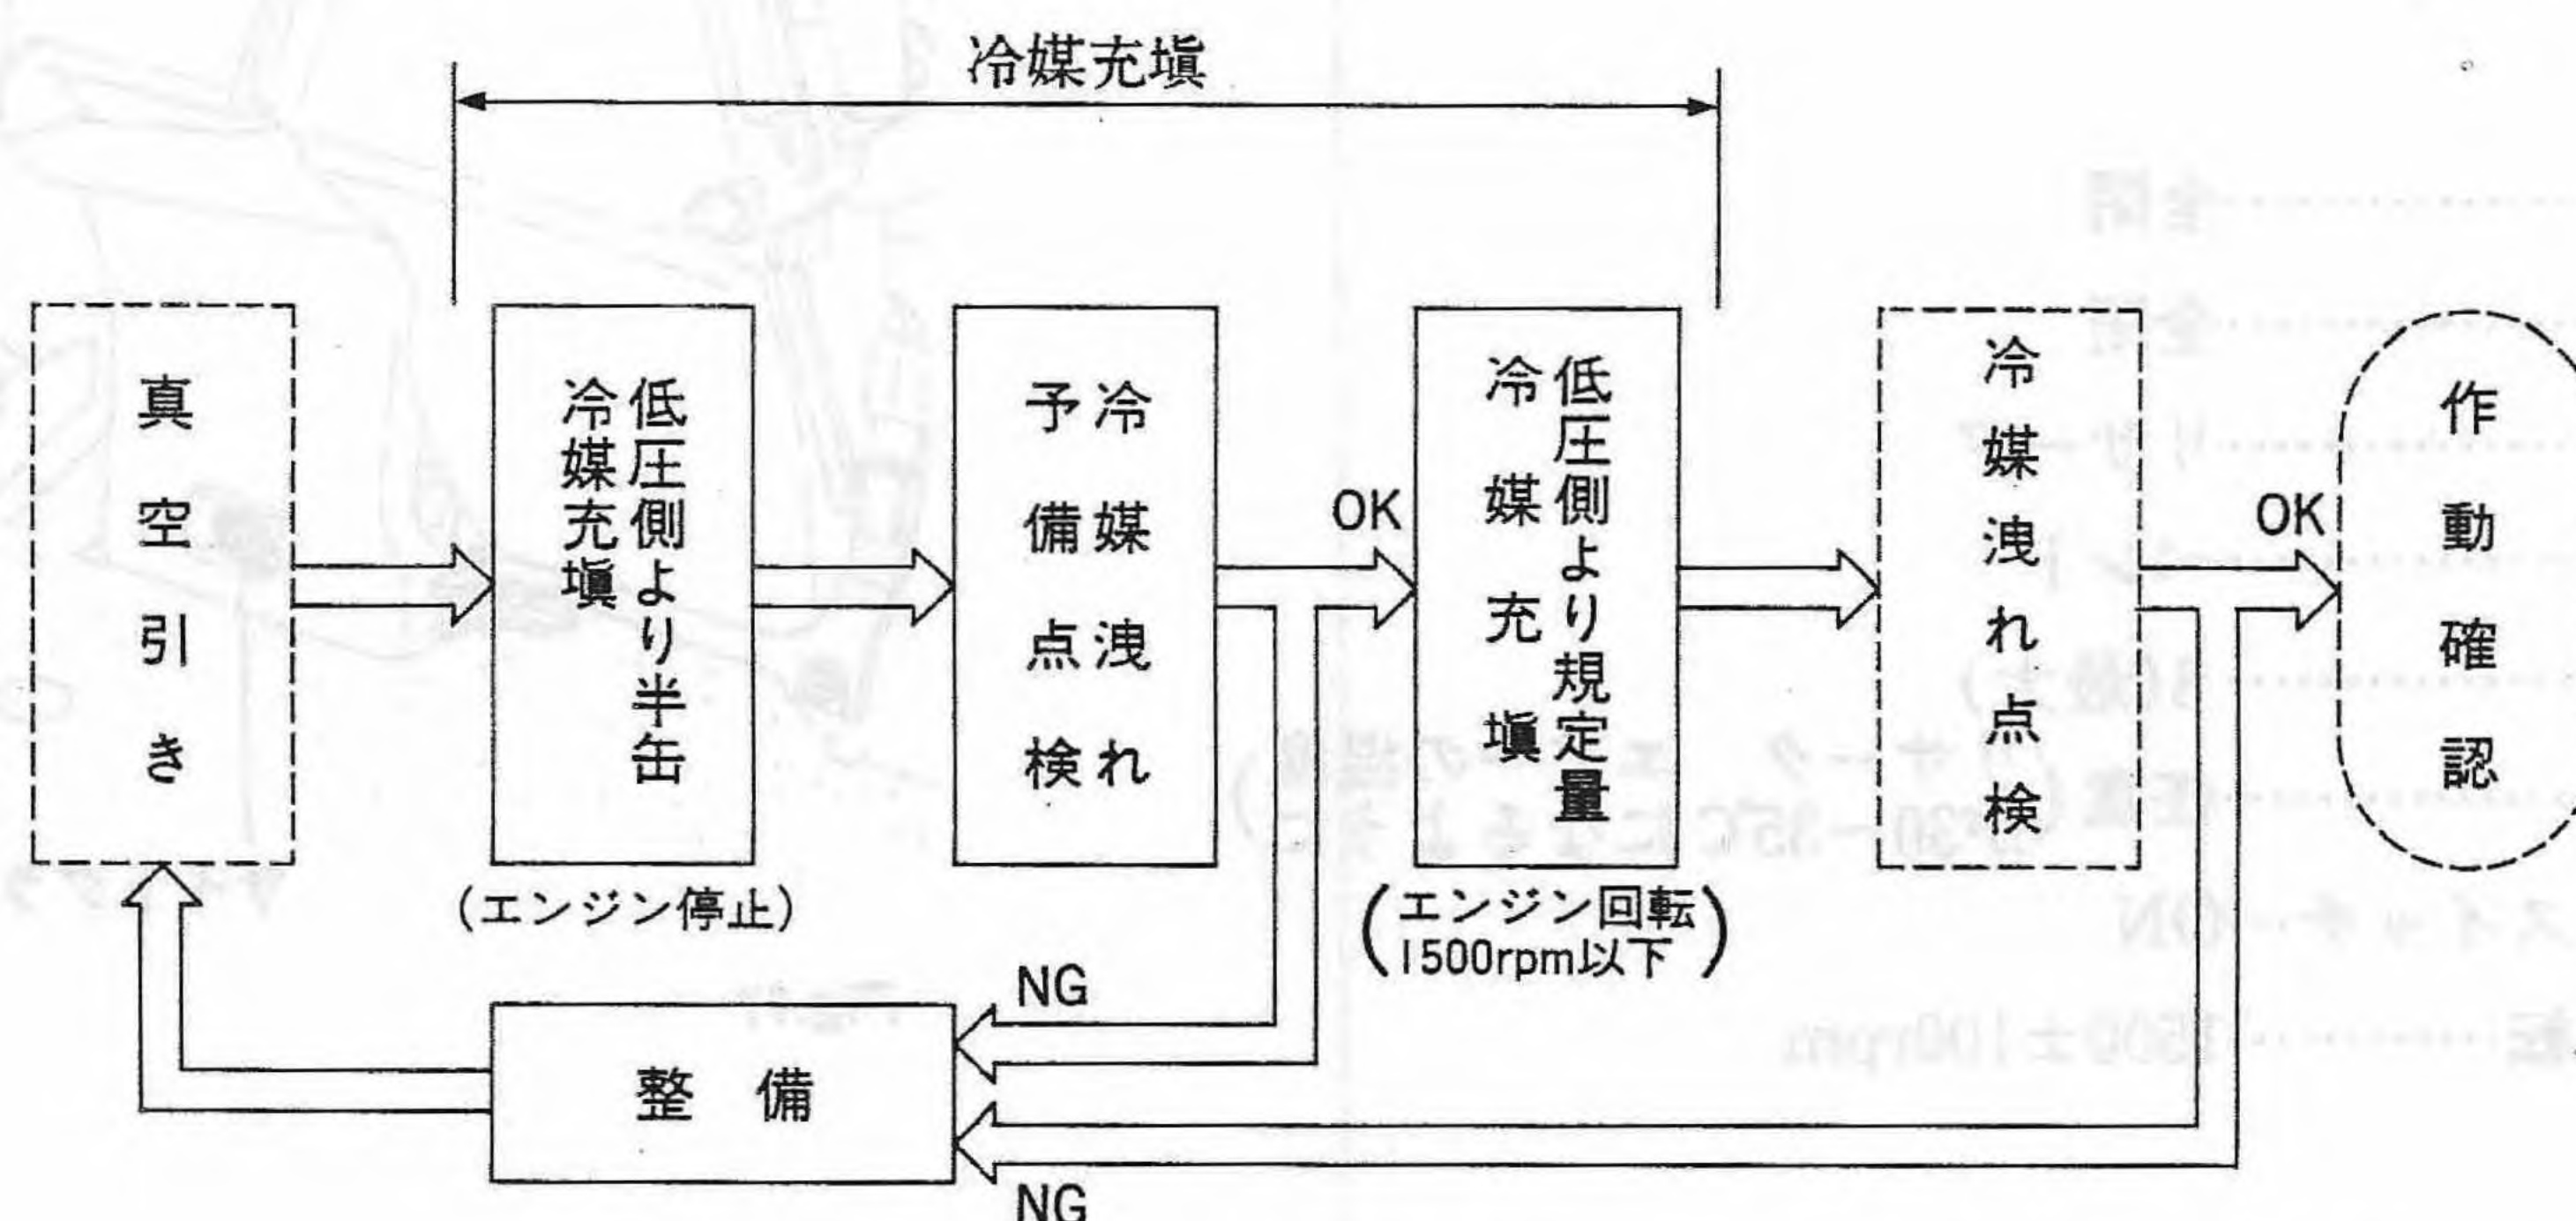 冷媒充塡
真空引き
低圧側より半缶
冷媒充塡
(エンジン停止)
冷媒洩れ
予備点検
OK
低圧側より規定量
冷媒充塡
(エンジン回転
1500rpm以下)
冷媒洩れ点検
OK
作動確認
NG
整備
NG